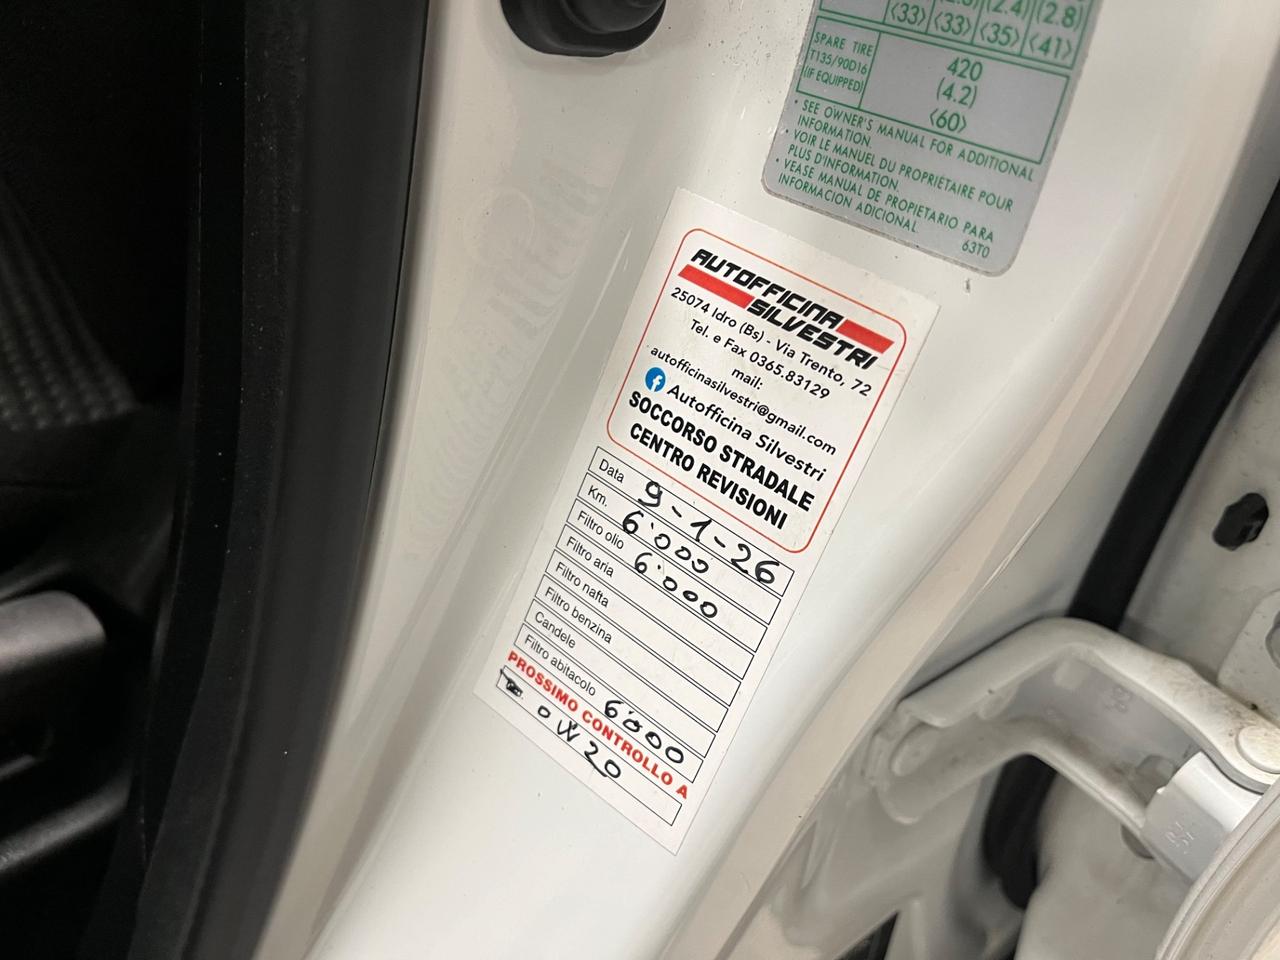 (33) (33) (35) (41)
(2.4) (2.8)
SPARE TIRE
T135/90D16
(IF EQUIPPED)
420
(4.2)
<60>
• SEE OWNER'S MANUAL FOR ADDITIONAL
INFORMATION.
• VOIR LE MANUEL DU PROPRIÉTAIRE POUR
PLUS D'INFORMATION.
• VEASE MANUAL DE PROPIETARIO PARA
INFORMACION ADICIONAL
63T0
AUTOFFICINA
SILVESTRI
25074 Idro (Bs) - Via Trento, 72
Tel. e Fax 0365.83129
mail:
autofficinasilvestri@gmail.com
Autofficina Silvestri
SOCCORSO STRADALE
CENTRO REVISIONI
Data 9-1-26
Km. 6'000
Filtro olio 6'000
Filtro aria
Filtro nafta
Filtro benzina
Candele
Filtro abitacolo 6'000
PROSSIMO CONTROLLO A
0W20